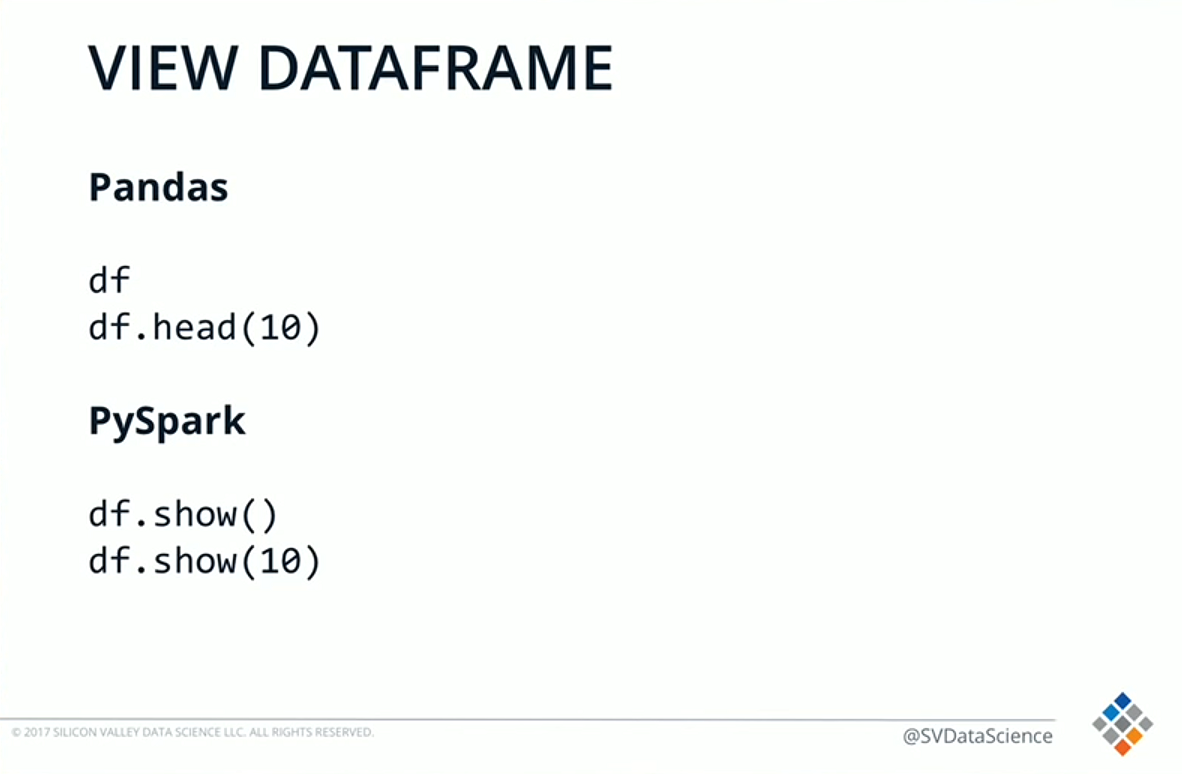 VIEW DATAFRAME
Pandas
df
df.head(10)
PySpark
df.show()
df.show(10)
© 2017 SILICON VALLEY DATA SCIENCE LLC. ALL RIGHTS RESERVED.
@SVDataScience